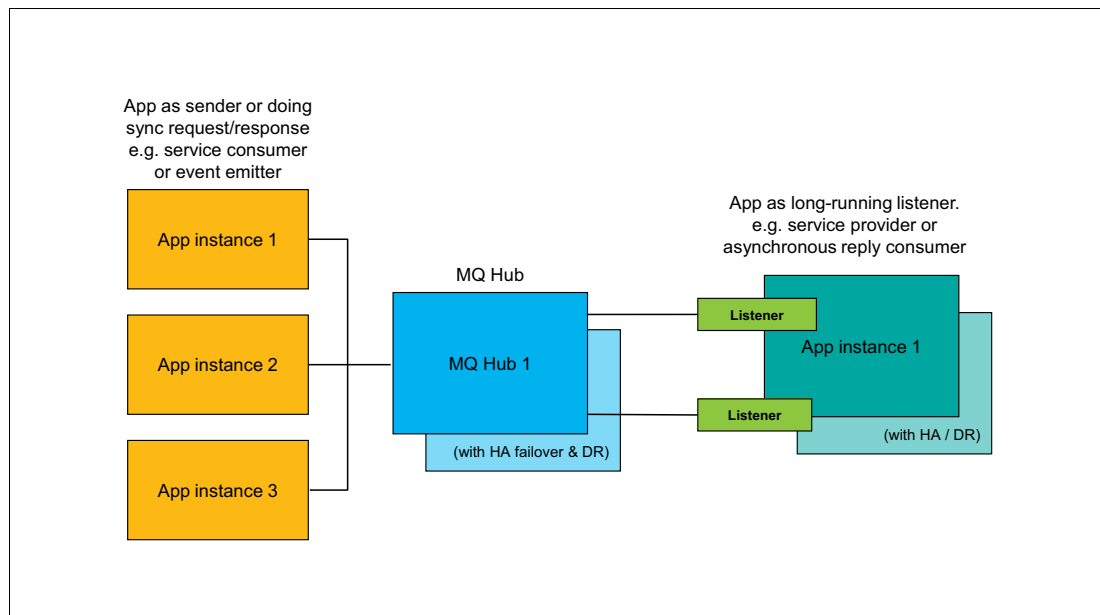 App as sender or doing
sync request/response
e.g. service consumer
or event emitter
App instance 1
App instance 2
App instance 3
MQ Hub
MQ Hub 1
(with HA failover & DR)
App as long-running listener.
e.g. service provider or
asynchronous reply consumer
Listener
App instance 1
Listener
(with HA / DR)